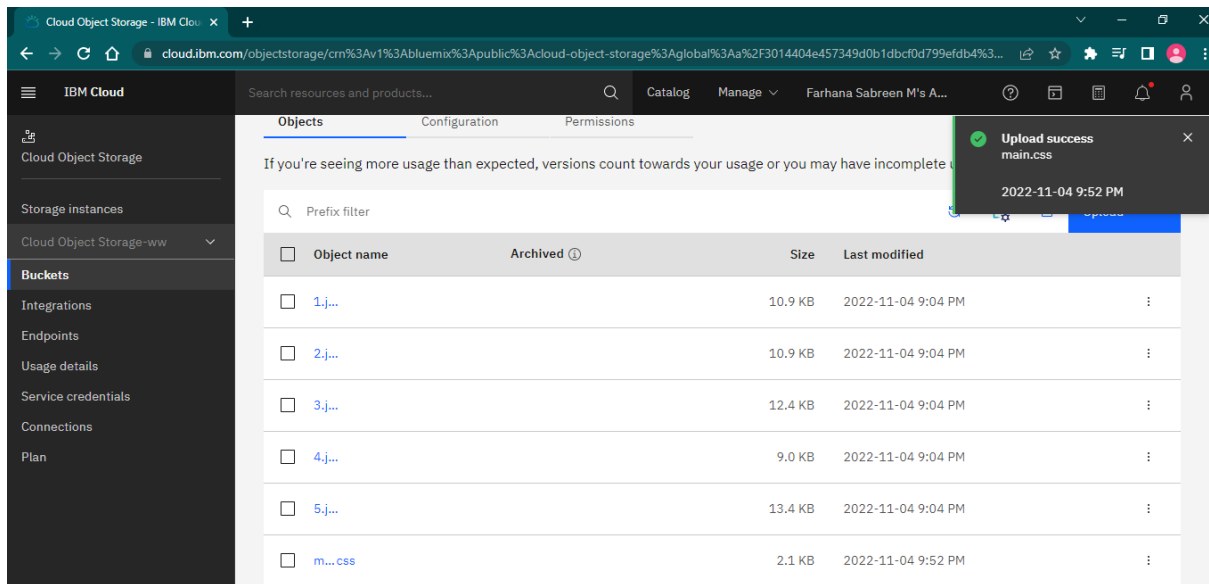 Cloud Object Storage - IBM Clou
cloud.ibm.com/objectstorage/crn%3Av1%3Abluemix%3Apublic%3Acloud-object-storage%3Aglobal%3Aa%2F3014404e457349d0b1dbcf0d799efdb4%3...
IBM Cloud
Search resources and products...
Catalog
Manage
Farhana Sabreen M's A...
Cloud Object Storage
Storage instances
Cloud Object Storage-ww
Buckets
Integrations
Endpoints
Usage details
Service credentials
Connections
Plan
Objects Configuration Permissions
If you're seeing more usage than expected, versions count towards your usage or you may have incomplete
Upload success
main.css
2022-11-04 9:52 PM
Prefix filter
Upload
Object name Archived Size Last modified
1.j... 10.9 KB 2022-11-04 9:04 PM
2.j... 10.9 KB 2022-11-04 9:04 PM
3.j... 12.4 KB 2022-11-04 9:04 PM
4.j... 9.0 KB 2022-11-04 9:04 PM
5.j... 13.4 KB 2022-11-04 9:04 PM
m...css 2.1 KB 2022-11-04 9:52 PM